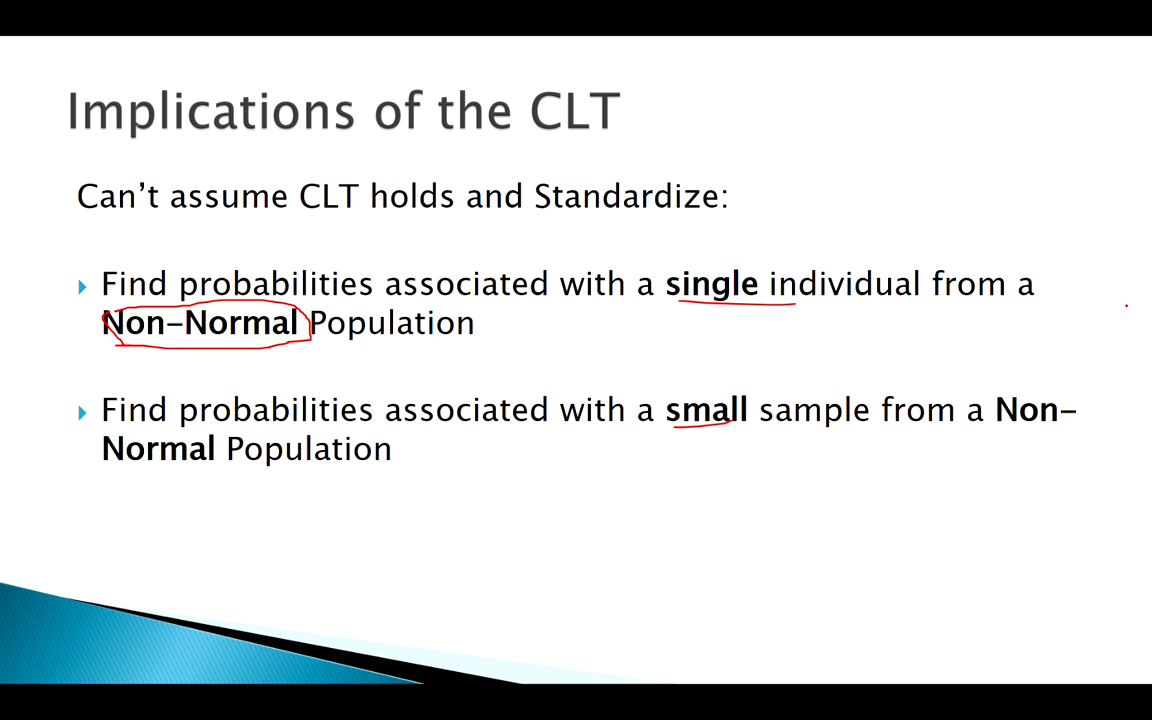 Implications of the CLT
Can’t assume CLT holds and Standardize:
Find probabilities associated with a single individual from a
Non-Normal Population
Find probabilities associated with a small sample from a Non-
Normal Population